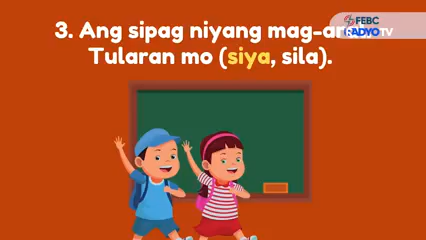 3. Ang sipag niyang
Tularan mo (siya, sila).
FEBC
RADYO TV